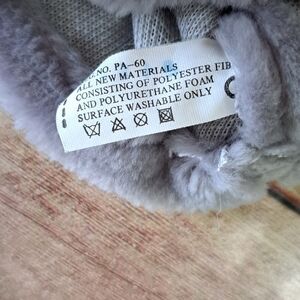 NO. PA-60
ALL NEW MATERIALS
CONSISTING OF POLYESTER FIB
AND POLYURETHANE FOAM
SURFACE WASHABLE ONLY